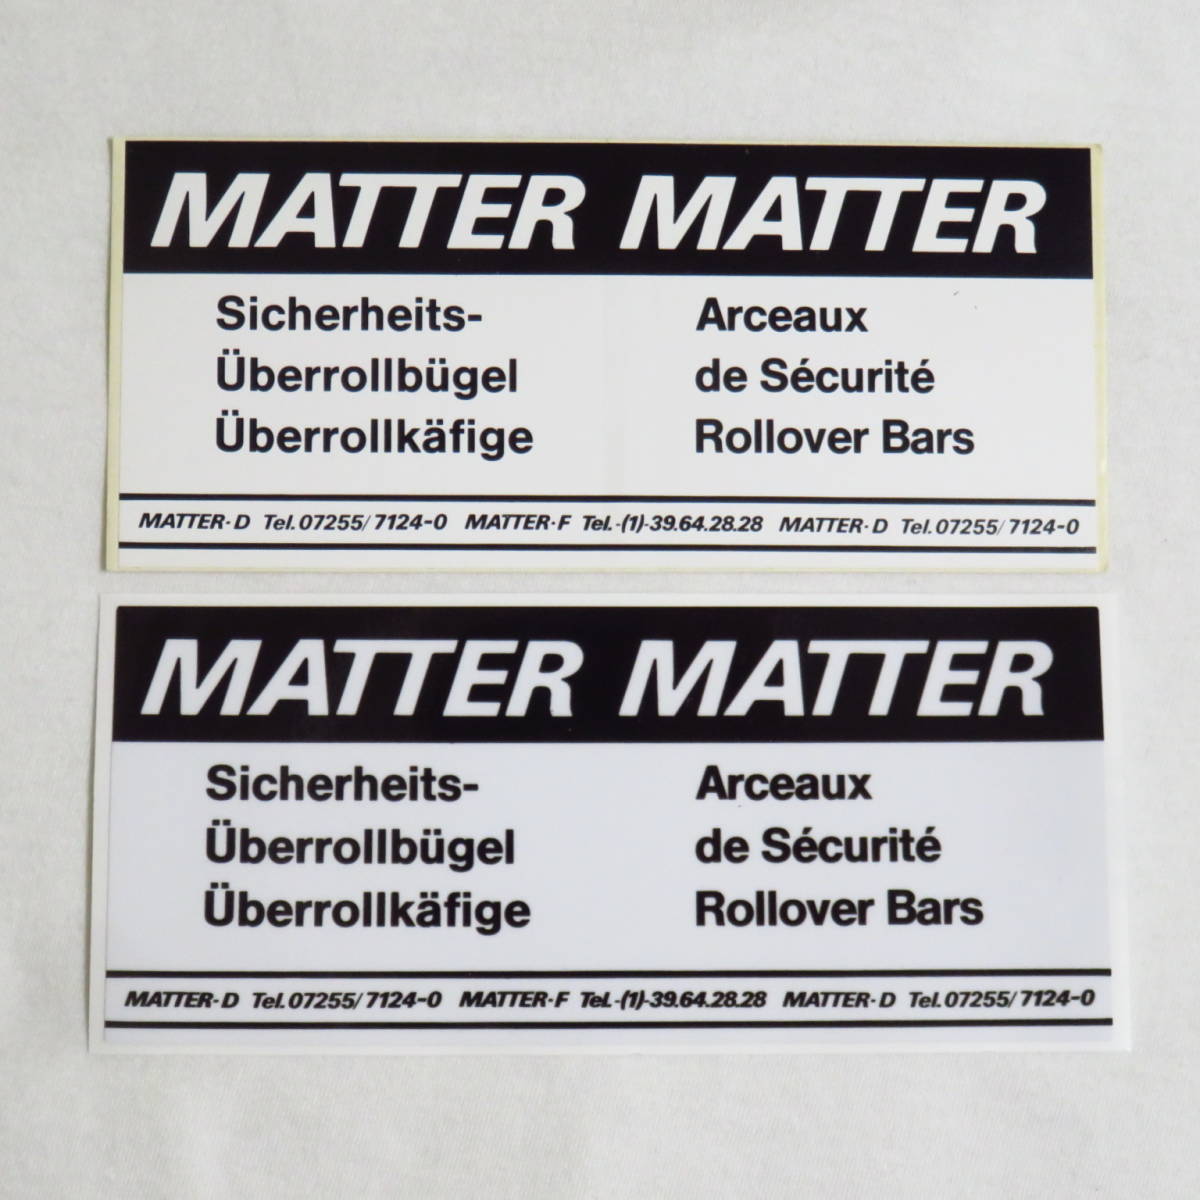 MATTER MATTER
Sicherheits-
Überrollbügel
Überrollkäfige
Arceaux
de Sécurité
Rollover Bars
MATTER-D Tel. 07255/7124-0 MATTER-F Tel.-(1)-39.64.28.28 MATTER-D Tel. 07255/7124-0
MATTER MATTER
Sicherheits-
Überrollbügel
Überrollkäfige
Arceaux
de Sécurité
Rollover Bars
MATTER-D Tel. 07255/7124-0 MATTER-F Tel.-(1)-39.64.28.28 MATTER-D Tel. 07255/7124-0